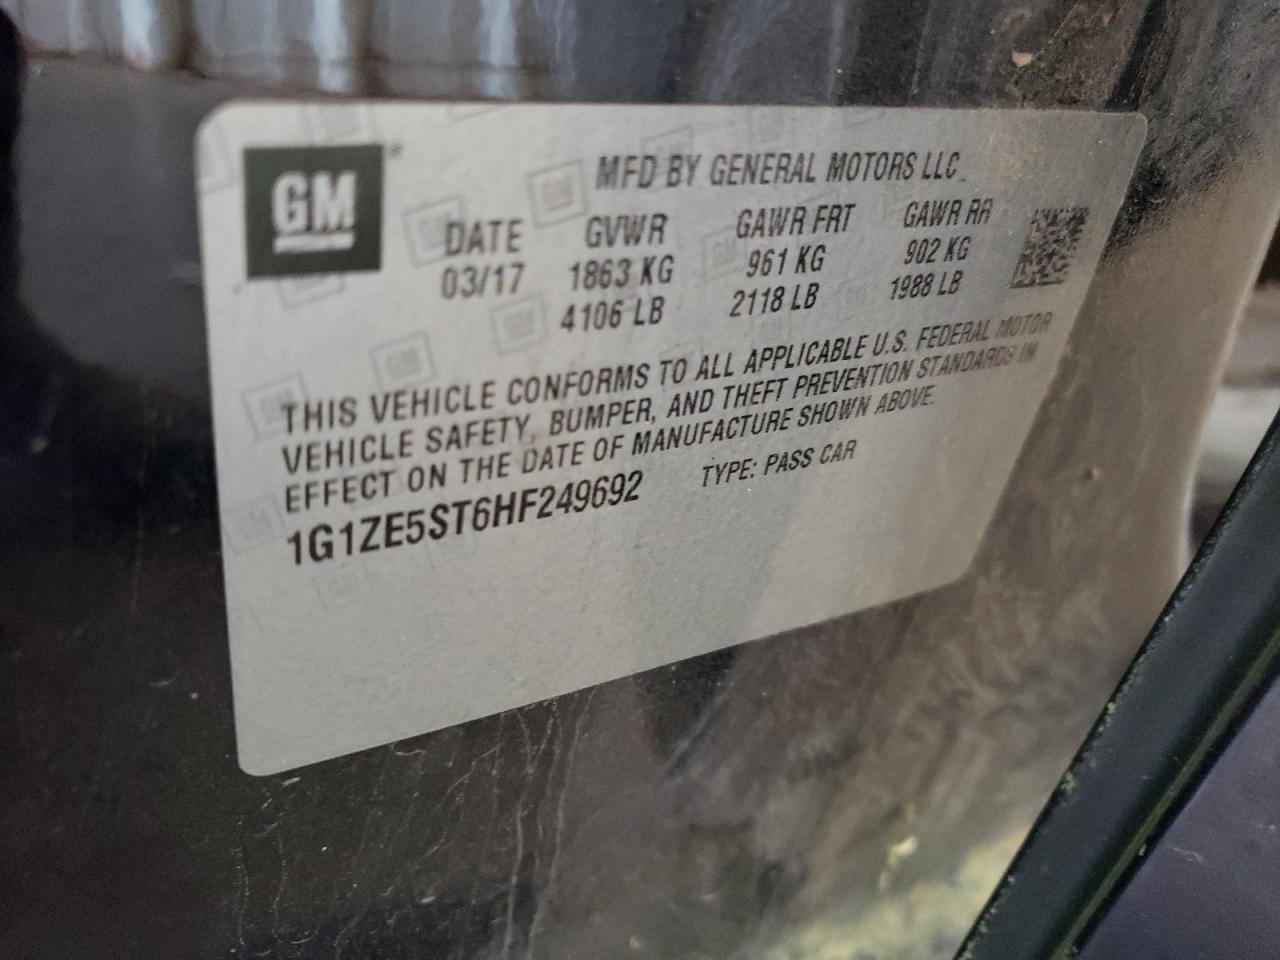 GM
MFD BY GENERAL MOTORS LLC
DATE GVWR GAWR FRT GAWR RR
03/17 1863 KG 961 KG 902 KG
4106 LB 2118 LB 1988 LB
THIS VEHICLE CONFORMS TO ALL APPLICABLE U.S. FEDERAL MOTOR
VEHICLE SAFETY, BUMPER, AND THEFT PREVENTION STANDARDS IN
EFFECT ON THE DATE OF MANUFACTURE SHOWN ABOVE.
1G1ZE5ST6HF249692 TYPE: PASS CAR